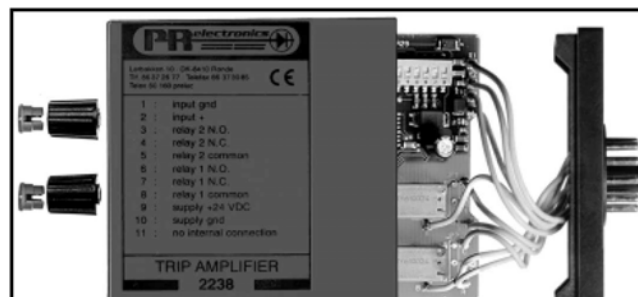 PR electronics
CE
1 : input gnd
2 : input +
3 : relay 2 N.O.
4 : relay 2 N.C.
5 : relay 2 common
6 : relay 1 N.O.
7 : relay 1 N.C.
8 : relay 1 common
9 : supply +24 VDC
10 : supply gnd
11 : no internal connection
TRIP AMPLIFIER
2238